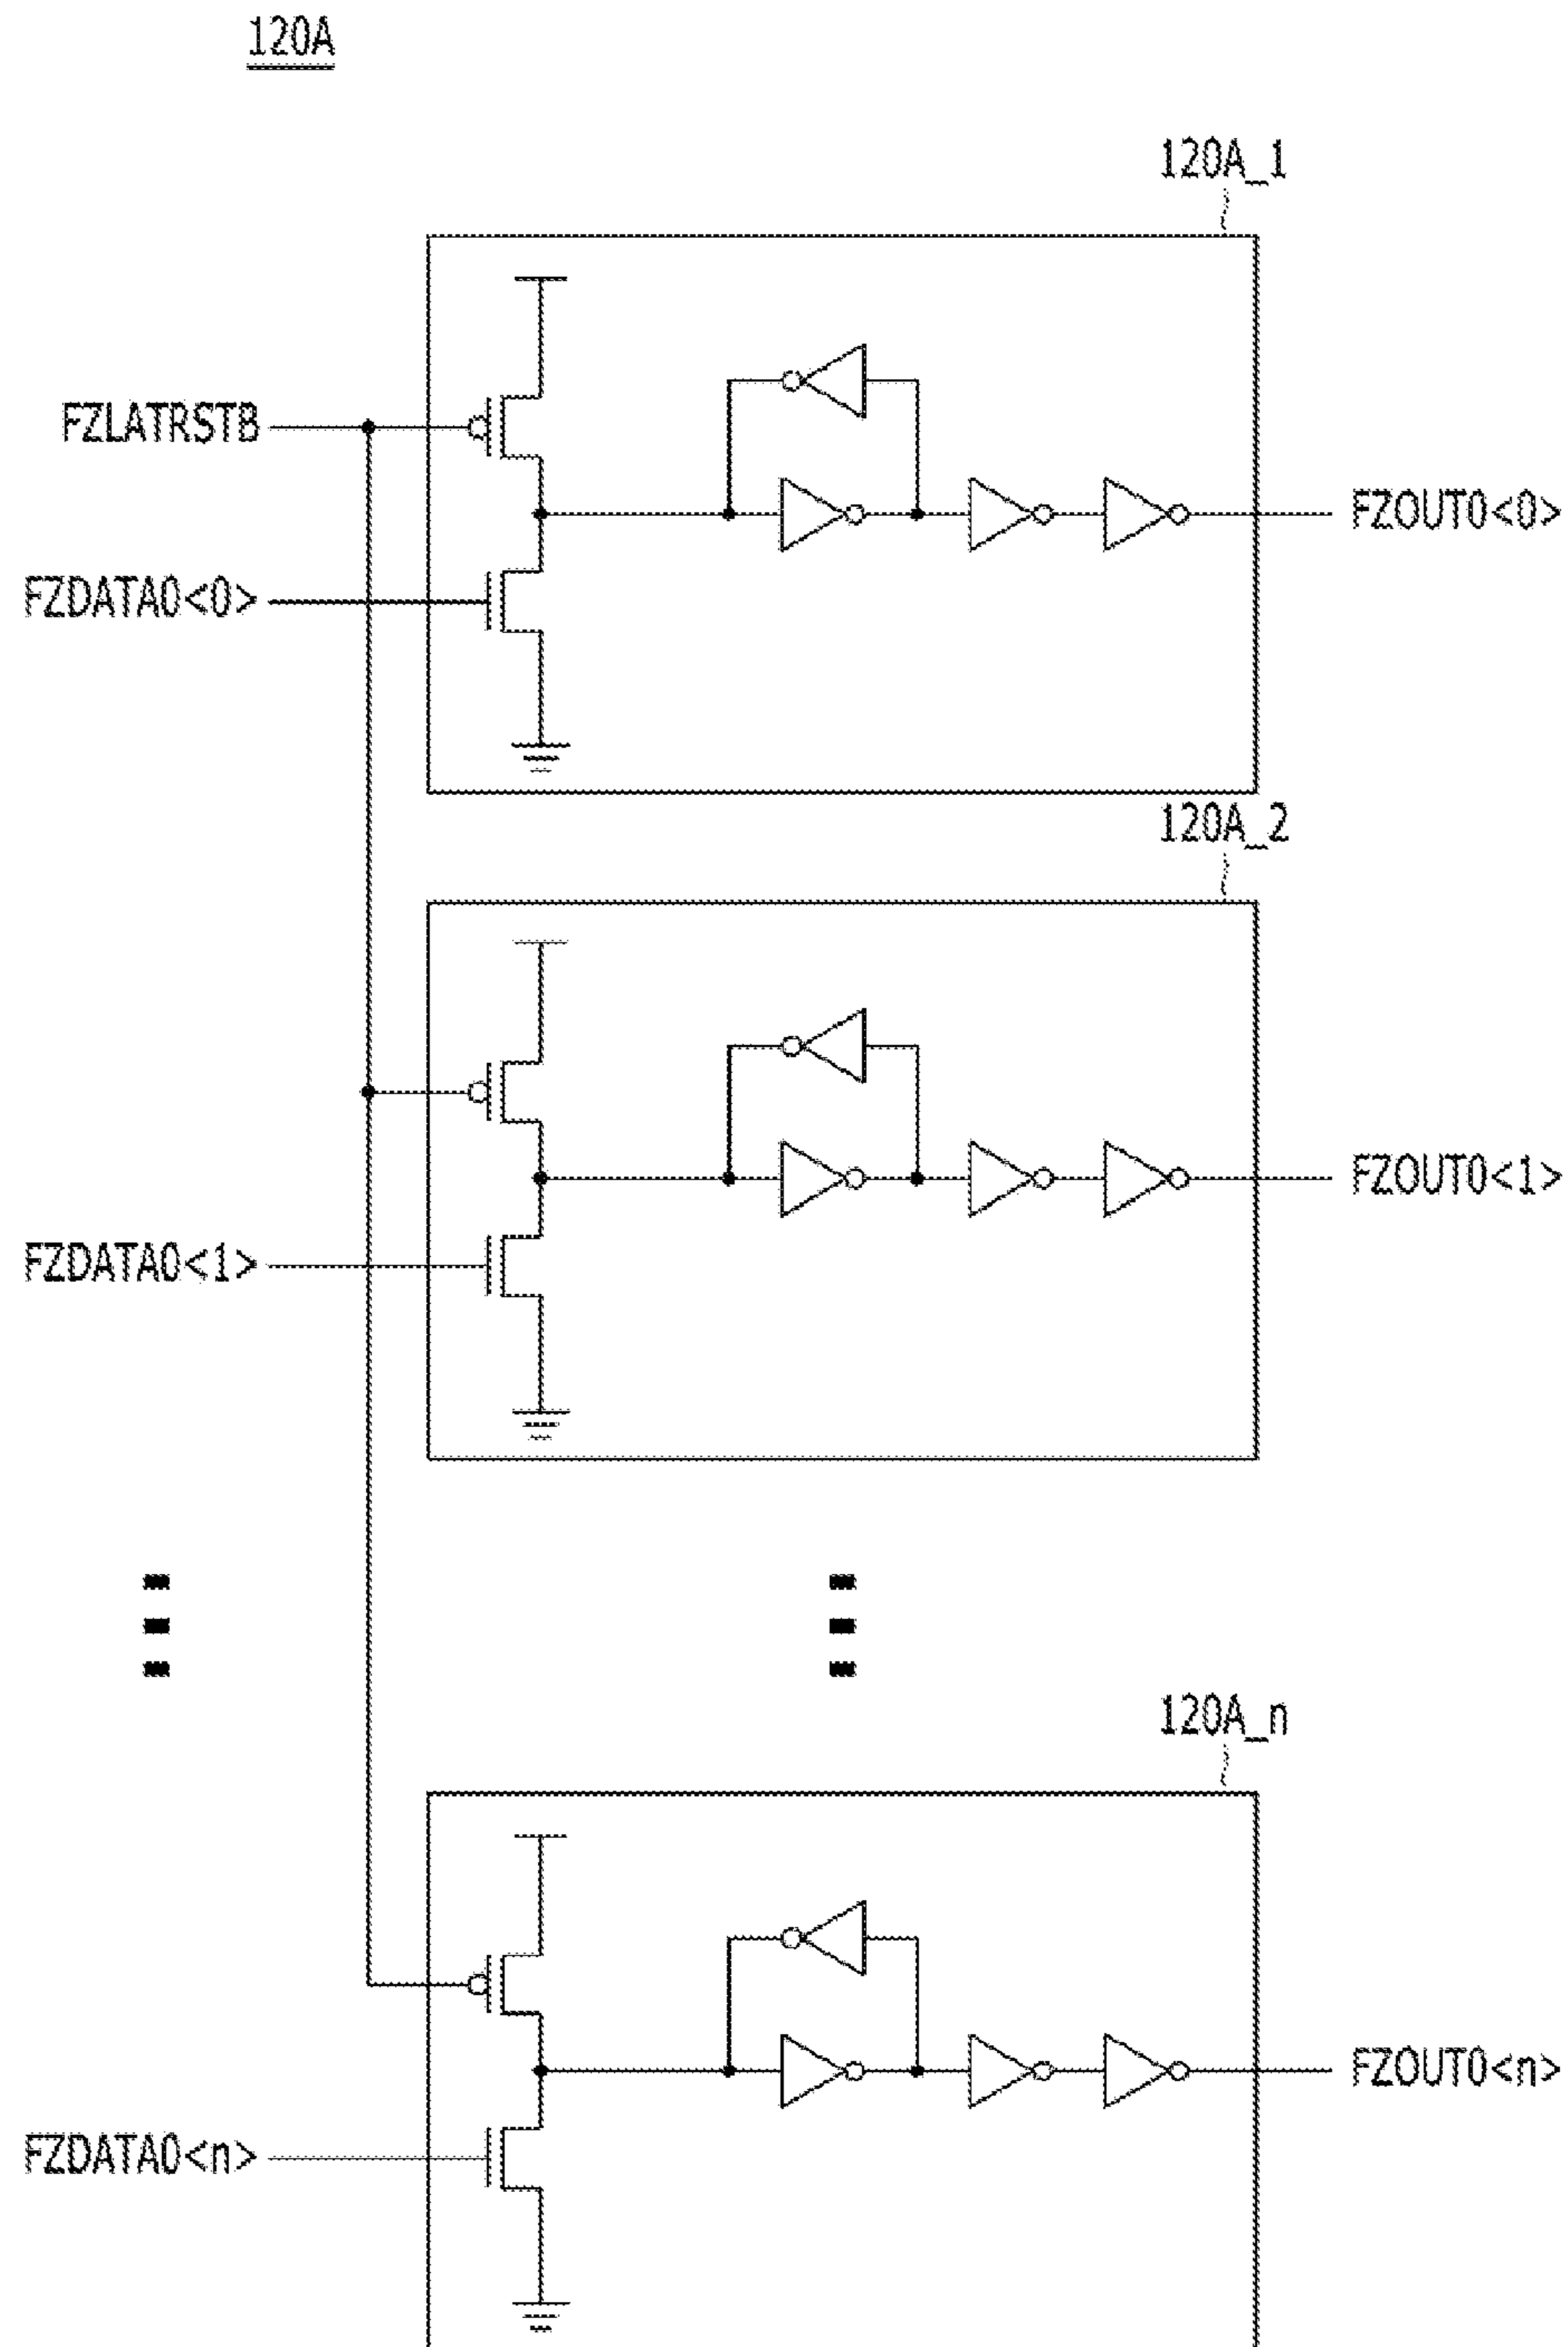 120A
120A_1
FZLATRSTB
FZDATA0<0>
FZOUT0<0>
120A_2
FZDATA0<1>
FZOUT0<1>
120A_n
FZDATA0<n>
FZOUT0<n>